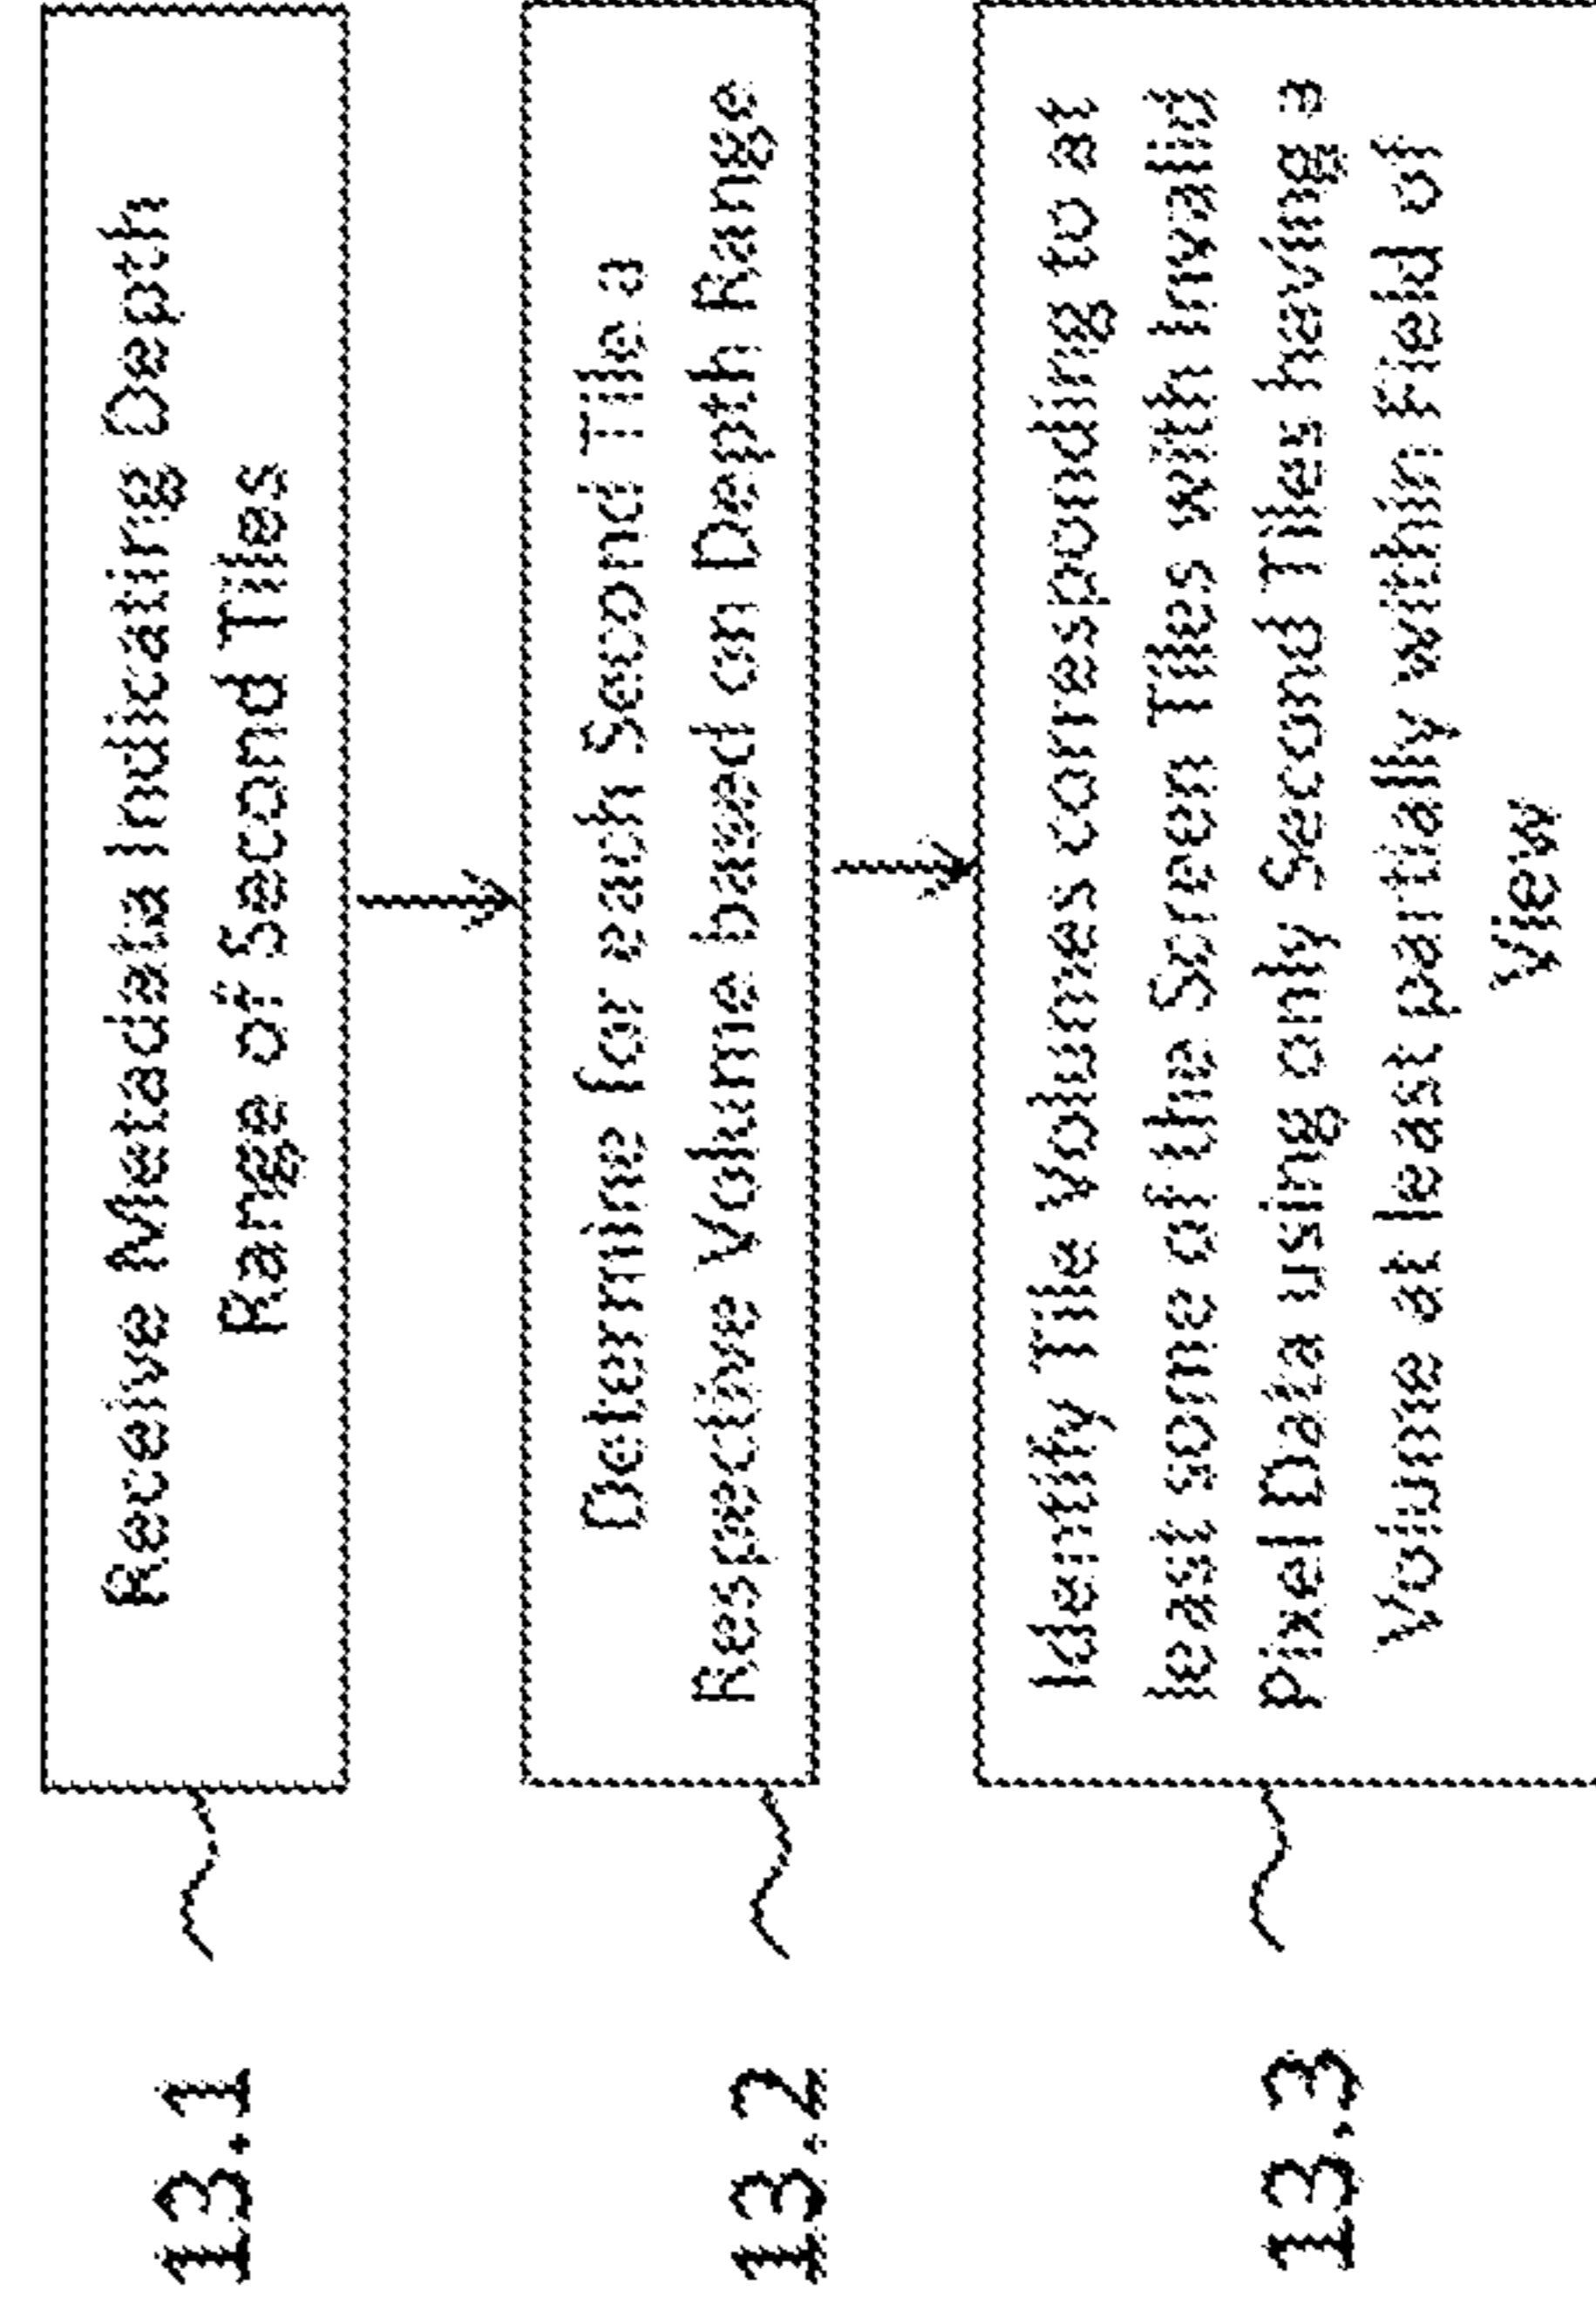 13.1
Receive Metadata Indicating Depth
Range of Second Tiles
13.2
Determine for each Second Tile a
Respective Volume based on Depth Range
13.3
Identify Tile Volumes corresponding to at
least some of the Screen Tiles with Invalid
Pixel Data using only Second Tiles having a
Volume at least partially within Field of
View